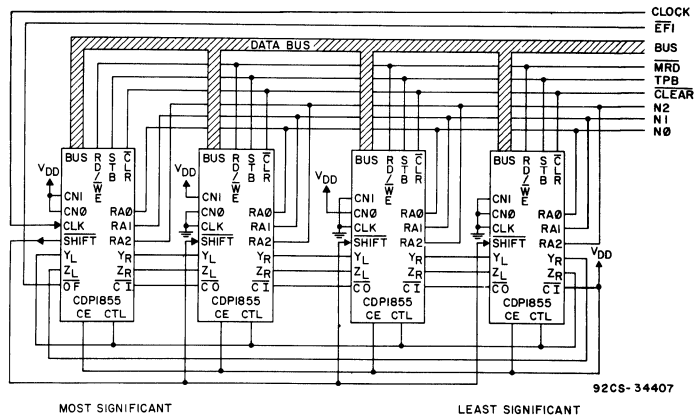 CLOCK
EF1
BUS
DATA BUS
MRD
TPB
CLEAR
N2
N1
NØ
BUS RD/WE STB CLR
VDD
CN1
CNØ
CLK
SHIFT
YL
ZL
OF
RAØ
RA1
RA2
YR
ZR
CI
CDP1855
CE CTL
BUS RD/WE STB CLR
VDD
CN1
CNØ
CLK
SHIFT
YL
ZL
CO
RAØ
RA1
RA2
YR
ZR
CI
CDP1855
CE CTL
BUS RD/WE STB CLR
VDD
CN1
CNØ
CLK
SHIFT
YL
ZL
CO
RAØ
RA1
RA2
YR
ZR
CI
CDP1855
CE CTL
BUS RD/WE STB CLR
CN1
CNØ
CLK
SHIFT
YL
ZL
CO
RAØ
RA1
RA2
YR
ZR
CI
VDD
CDP1855
CE CTL
92CS-34407
MOST SIGNIFICANT
LEAST SIGNIFICANT